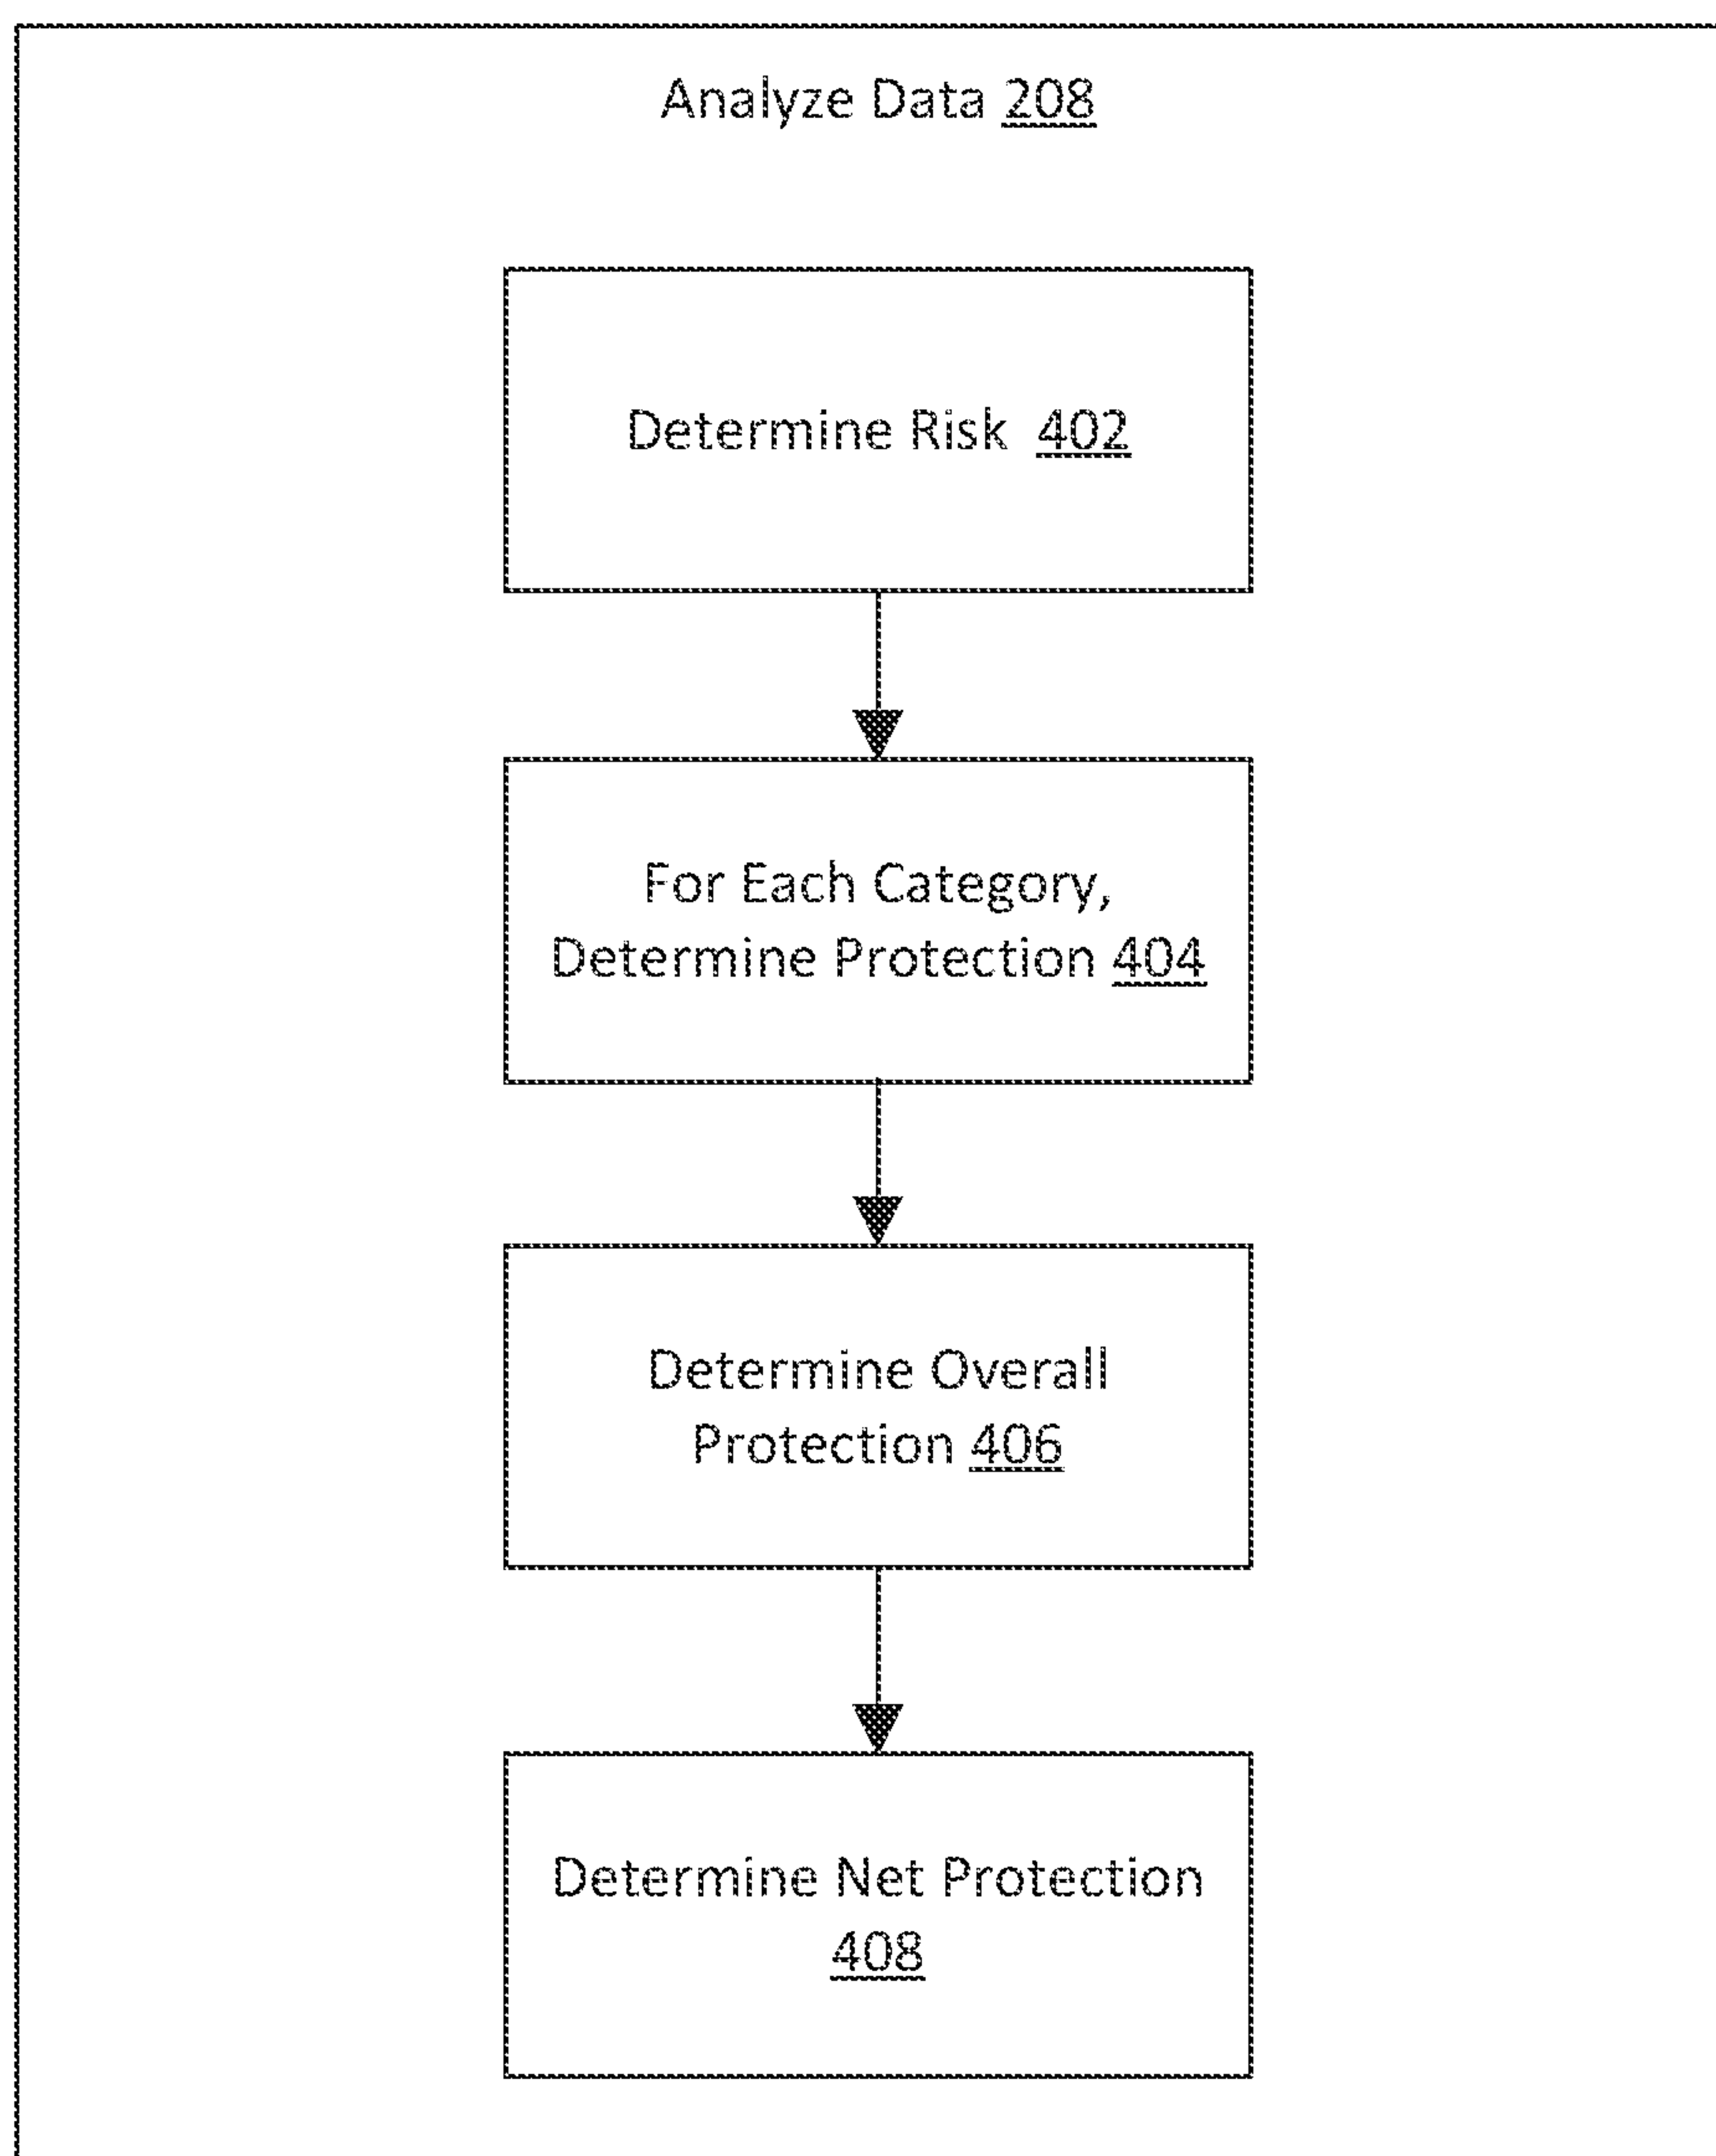 Analyze Data 208
Determine Risk 402
For Each Category,
Determine Protection 404
Determine Overall
Protection 406
Determine Net Protection
408